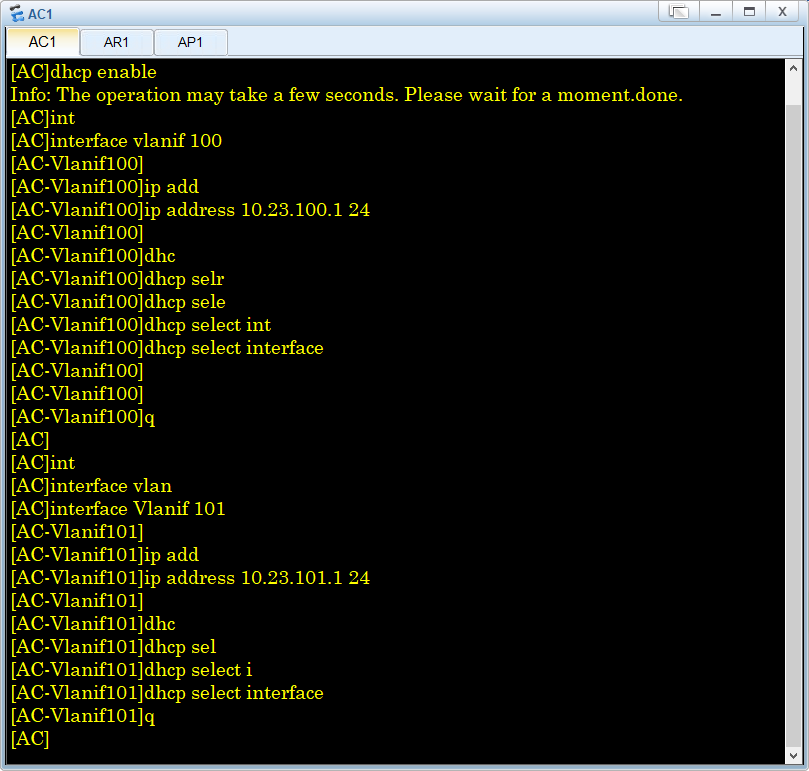 AC1
AC1 AR1 AP1
[AC]dhcp enable
Info: The operation may take a few seconds. Please wait for a moment.done.
[AC]int
[AC]interface vlanif 100
[AC-Vlanif100]
[AC-Vlanif100]ip add
[AC-Vlanif100]ip address 10.23.100.1 24
[AC-Vlanif100]
[AC-Vlanif100]dhc
[AC-Vlanif100]dhcp selr
[AC-Vlanif100]dhcp sele
[AC-Vlanif100]dhcp select int
[AC-Vlanif100]dhcp select interface
[AC-Vlanif100]
[AC-Vlanif100]
[AC-Vlanif100]q
[AC]
[AC]int
[AC]interface vlan
[AC]interface Vlanif 101
[AC-Vlanif101]
[AC-Vlanif101]ip add
[AC-Vlanif101]ip address 10.23.101.1 24
[AC-Vlanif101]
[AC-Vlanif101]dhc
[AC-Vlanif101]dhcp sel
[AC-Vlanif101]dhcp select i
[AC-Vlanif101]dhcp select interface
[AC-Vlanif101]q
[AC]